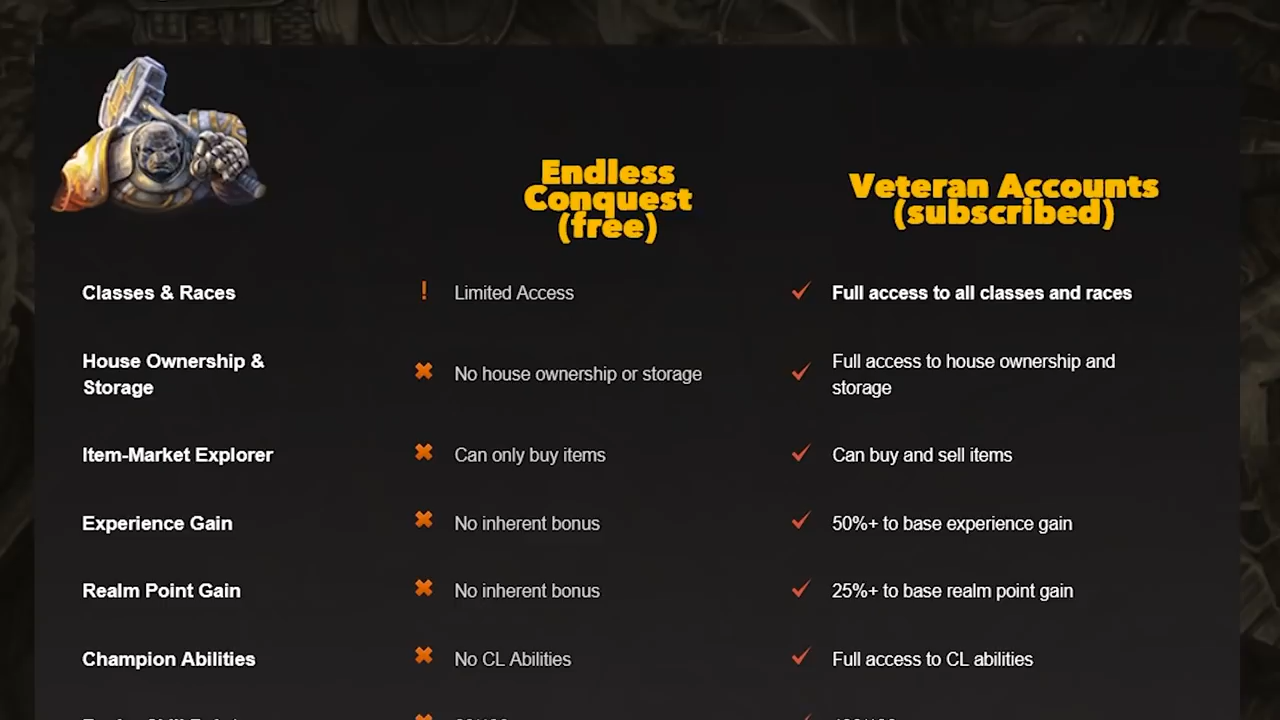 Endless
Conquest
(free)
Veteran Accounts
(subscribed)
Classes & Races
! Limited Access
Full access to all classes and races
House Ownership &
Storage
No house ownership or storage
Full access to house ownership and
storage
Item-Market Explorer
Can only buy items
Can buy and sell items
Experience Gain
No inherent bonus
50%+ to base experience gain
Realm Point Gain
No inherent bonus
25%+ to base realm point gain
Champion Abilities
No CL Abilities
Full access to CL abilities